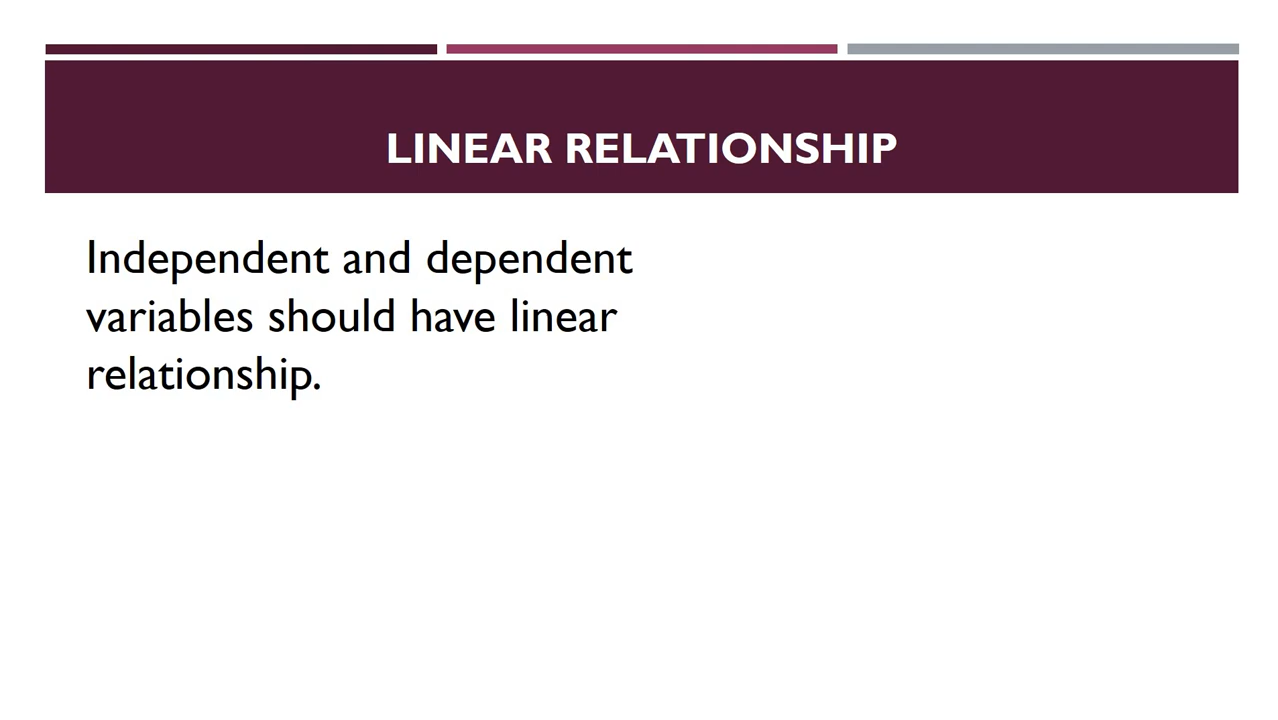 LINEAR RELATIONSHIP
Independent and dependent
variables should have linear
relationship.